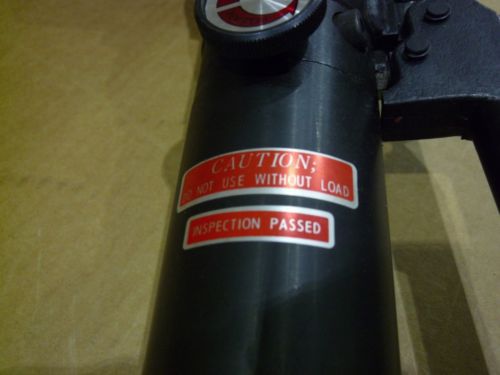 CAUTION;
DO NOT USE WITHOUT LOAD
INSPECTION PASSED